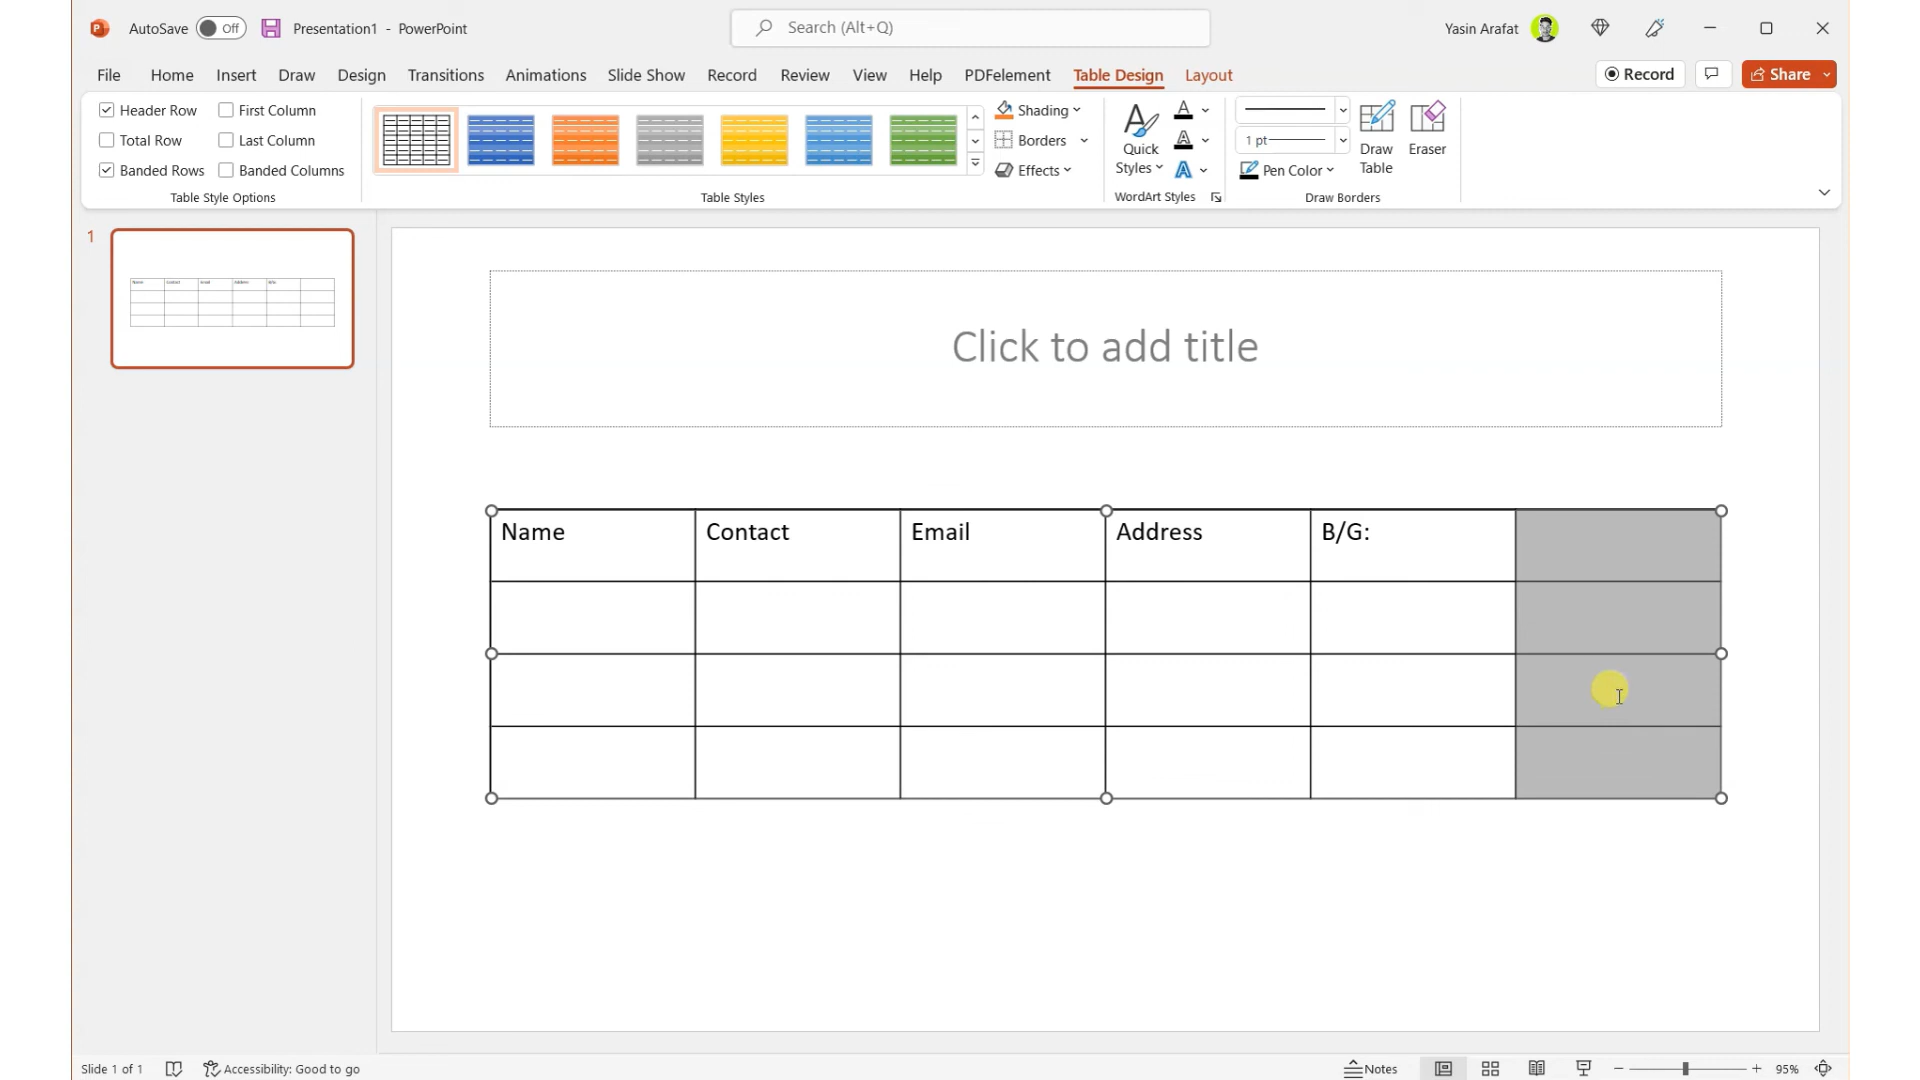 AutoSave Off Presentation1 - PowerPoint Search (Alt+Q) Yasin Arafat
File Home Insert Draw Design Transitions Animations Slide Show Record Review View Help PDFelement Table Design Layout Record Share
Header Row First Column Shading 
Total Row Last Column Borders 1 pt
Banded Rows Banded Columns Effects Quick Styles Pen Color Draw Table Eraser
Table Style Options Table Styles WordArt Styles Draw Borders
1
Name Contact Email Address B/G:
Click to add title
Name Contact Email Address B/G:
Slide 1 of 1 Accessibility: Good to go Notes 95%